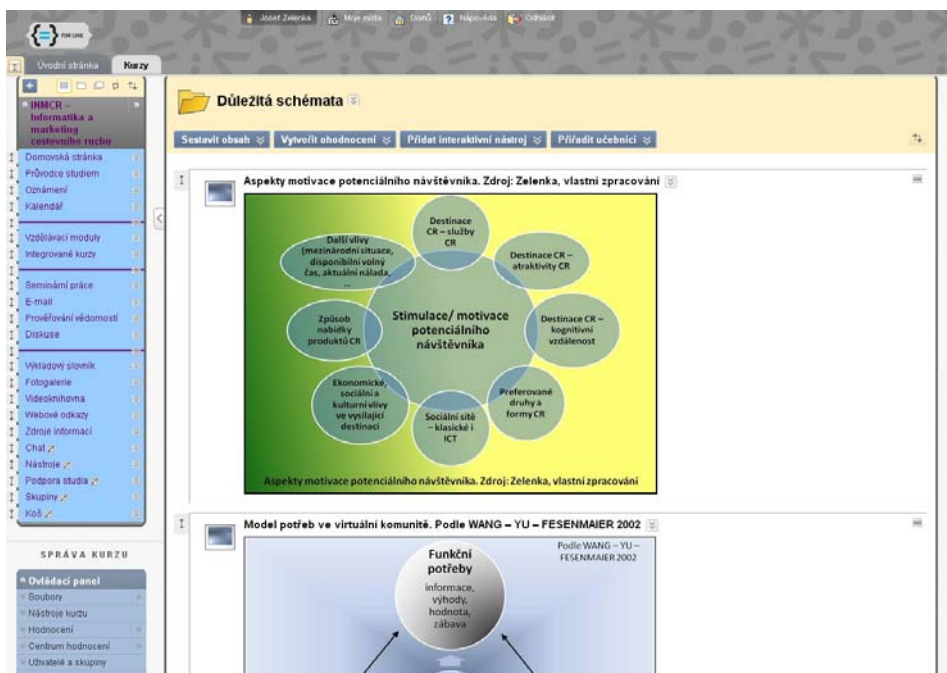 Josef Zelenka Moje místa Domů Nápověda Odhlásit
FIM LINK
Úvodní stránka Kurzy
INMCR –
Informatika a
marketing
cestovního ruchu
Domovská stránka
Průvodce studiem
Oznámení
Kalendář
Vzdělávací moduly
Integrované kurzy
Seminární práce
E-mail
Prověřování vědomostí
Diskuse
Výkladový slovník
Fotogalerie
Videoknihovna
Webové odkazy
Zdroje informací
Chat
Nástroje
Podpora studia
Skupiny
Koš
SPRÁVA KURZU
Ovládací panel
Soubory
Nástroje kurzu
Hodnocení
Centrum hodnocení
Uživatelé a skupiny
Důležitá schémata
Sestavit obsah Vytvořit ohodnocení Přidat interaktivní nástroj Přiřadit učebnici
Aspekty motivace potenciálního návštěvníka. Zdroj: Zelenka, vlastní zpracování
Destinace
CR – služby
CR
Další vlivy
(mezinárodní situace,
disponibilní volný
čas, aktuální nálada,
...
Destinace CR –
atraktivity CR
Způsob
nabídky
produktů CR
Stimulace/ motivace
potenciálního
návštěvníka
Destinace CR –
kognitivní
vzdálenost
Ekonomické,
sociální a
kulturní vlivy
ve vysílající
destinaci
Sociální sítě
– klasické i
ICT
Preferované
druhy a
formy CR
Aspekty motivace potenciálního návštěvníka. Zdroj: Zelenka, vlastní zpracování
Model potřeb ve virtuální komunitě. Podle WANG – YU – FESENMAIER 2002
Podle WANG – YU –
FESENMAIER 2002
Funkční
potřeby
informace,
výhody,
hodnota,
zábava